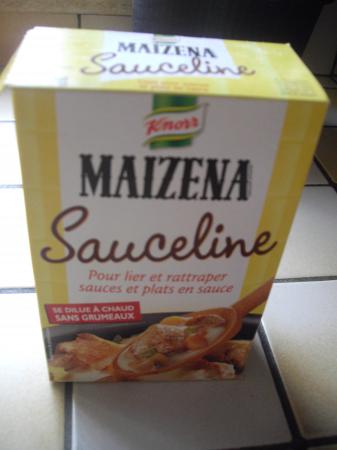 MAIZENA
Sauceline
Knorr
MAIZENA
Sauceline
Pour lier et rattraper
sauces et plats en sauce
SE DILUE À CHAUD
SANS GRUMEAUX